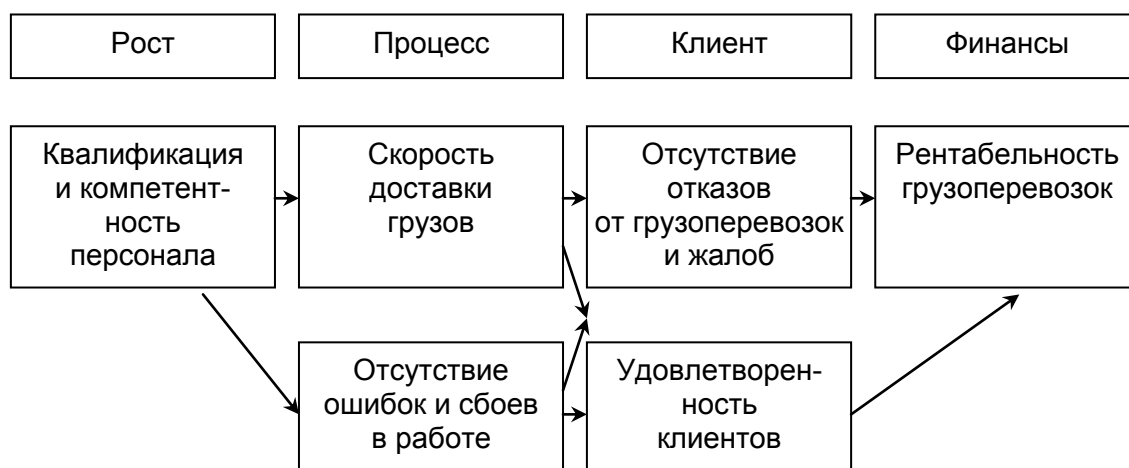 Рост
Процесс
Клиент
Финансы
Квалификация
и компетент-
ность
персонала
Скорость
доставки
грузов
Отсутствие
отказов
от грузоперевозок
и жалоб
Рентабельность
грузоперевозок
Отсутствие
ошибок и сбоев
в работе
Удовлетворен-
ность
клиентов